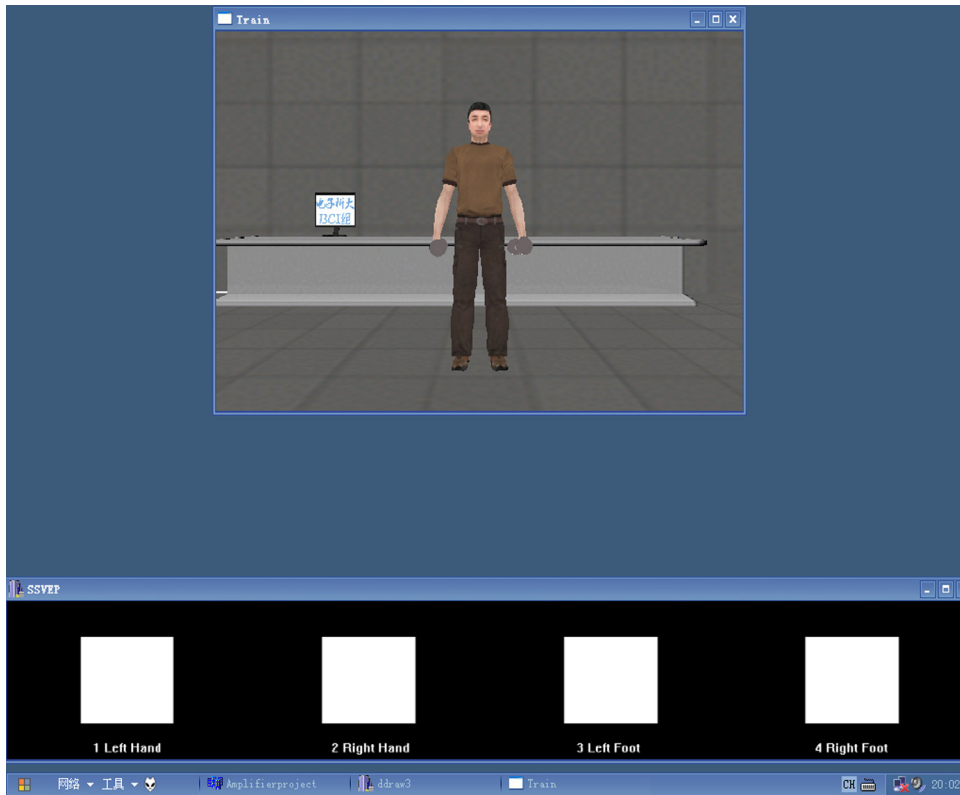 Train
电子科大
BCI组
SSVEP
1 Left Hand
2 Right Hand
3 Left Foot
4 Right Foot
网络
工具
Amplifierproject
ddraw3
Train
CH
20:02